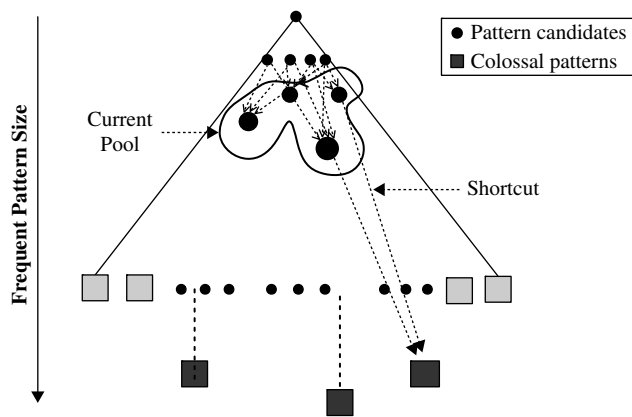 Pattern candidates
Colossal patterns
Current
Pool
Shortcut
Frequent Pattern Size